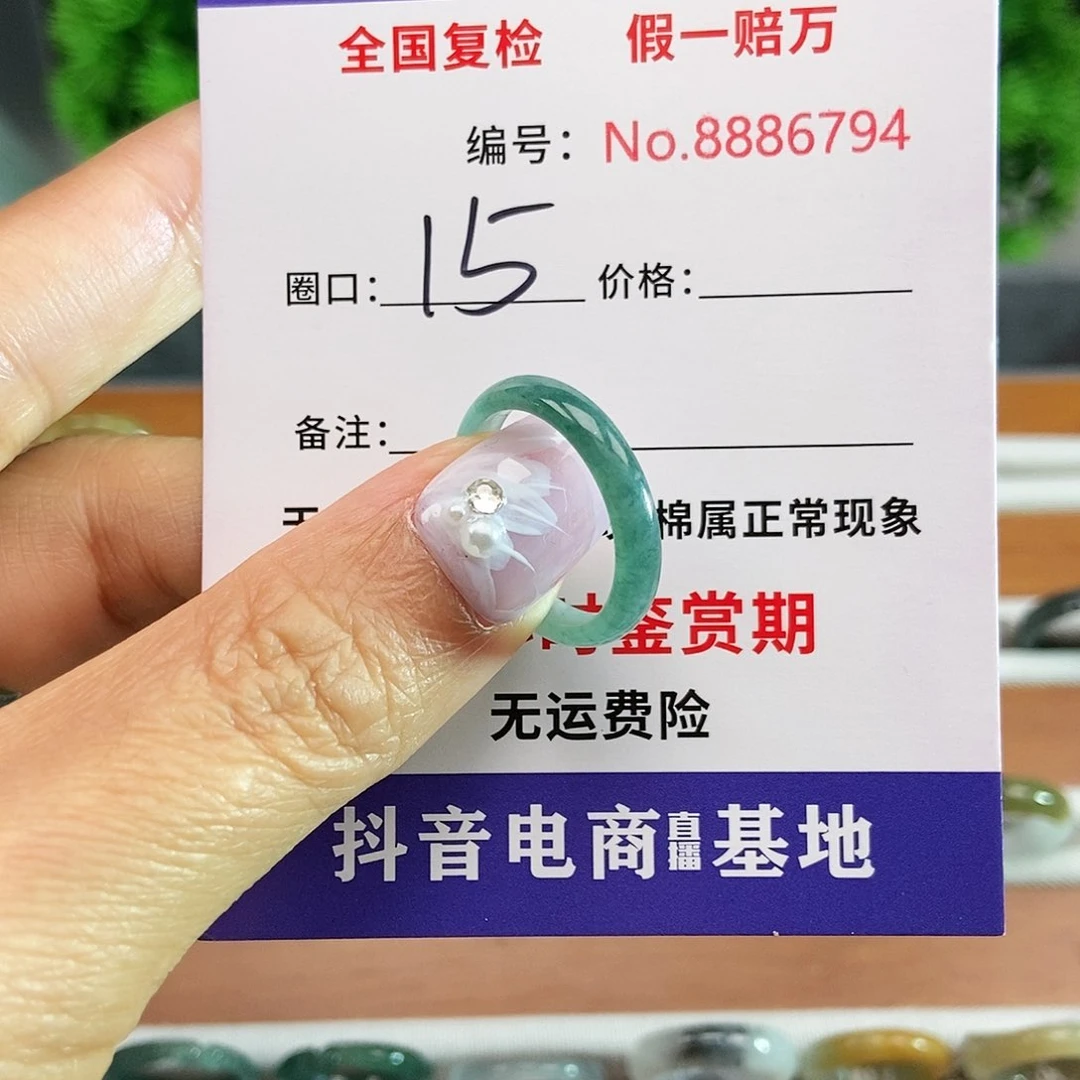 全国复检 假一赔万
编号：No.8886794
圈口：15 价格：
备注：
棉属正常现象
鉴赏期
无运费险
抖音电商直播基地